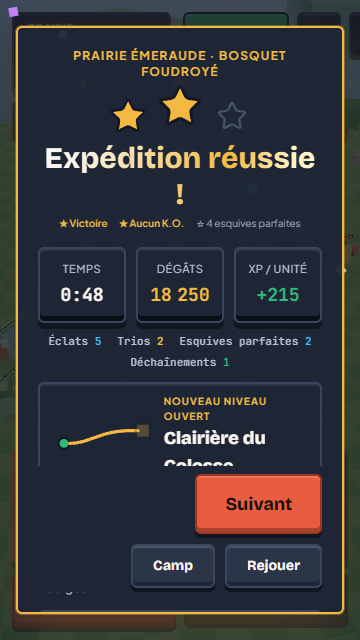 PRAIRIE ÉMERAUDE · BOSQUET
FOUDROYÉ
Expédition réussie
!
★Victoire ★Aucun K.O. ☆ 4 esquives parfaites
TEMPS DÉGÂTS XP / UNITÉ
0:48 18 250 +215
Éclats 5 Trios 2 Esquives parfaites 2
Déchaînements 1
NOUVEAU NIVEAU
OUVERT
Clairière du
Colosse
Suivant
Camp Rejouer